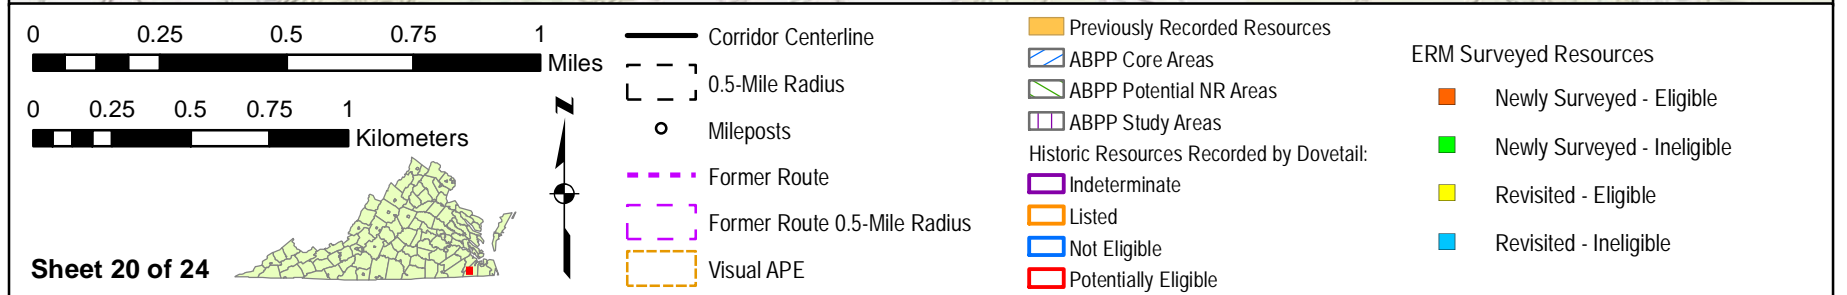 0 0.25 0.5 0.75 1
Miles
0 0.25 0.5 0.75 1
Kilometers
Sheet 20 of 24
N
Corridor Centerline
0.5-Mile Radius
Mileposts
Former Route
Former Route 0.5-Mile Radius
Visual APE
Previously Recorded Resources
ABPP Core Areas
ABPP Potential NR Areas
ABPP Study Areas
Historic Resources Recorded by Dovetail:
Indeterminate
Listed
Not Eligible
Potentially Eligible
ERM Surveyed Resources
Newly Surveyed - Eligible
Newly Surveyed - Ineligible
Revisited - Eligible
Revisited - Ineligible